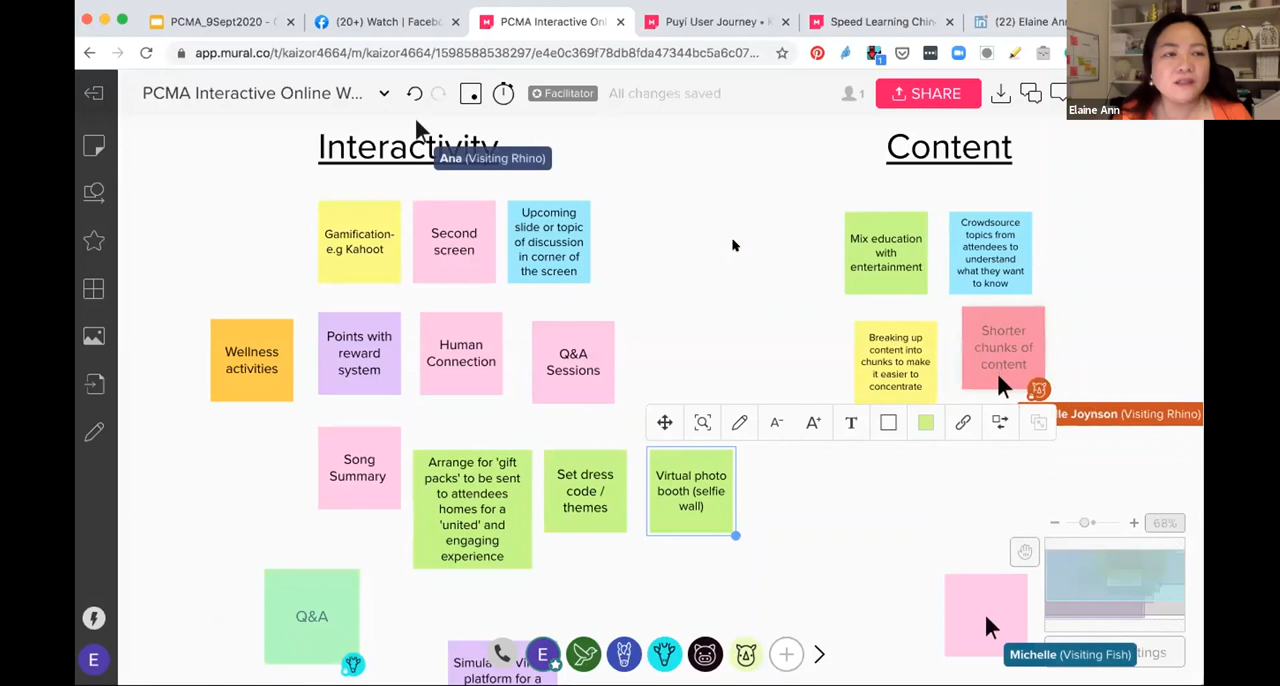 PCMA_9Sept2020 - G
(20+) Watch | Faceb
PCMA Interactive Onl
Puyi User Journey • K
Speed Learning Chin
(22) Elaine Ann
Elaine Ann
app.mural.co/t/kaizor4664/m/kaizor4664/1598588538297/e4e0c369f78db8fda47344bc5a6c07...
1
PCMA Interactive Online W...
Facilitator
All changes saved
1
SHARE
Interactivity
Ana (Visiting Rhino)
Content
Gamification-
e.g Kahoot
Second
screen
Upcoming
slide or topic
of discussion
in corner of
the screen
Mix education
with
entertainment
Crowdsource
topics from
attendees to
understand
what they want
to know
Wellness
activities
Points with
reward
system
Human
Connection
Q&A
Sessions
Breaking up
content into
chunks to make
it easier to
concentrate
Shorter
chunks of
content
lle Joynson (Visiting Rhino)
A-
A+
T
Song
Summary
Arrange for 'gift
packs' to be sent
to attendees
homes for a
'united' and
engaging
experience
Set dress
code /
themes
Virtual photo
booth (selfie
wall)
68%
Q&A
Michelle (Visiting Fish)
tings
platform for a
E
E